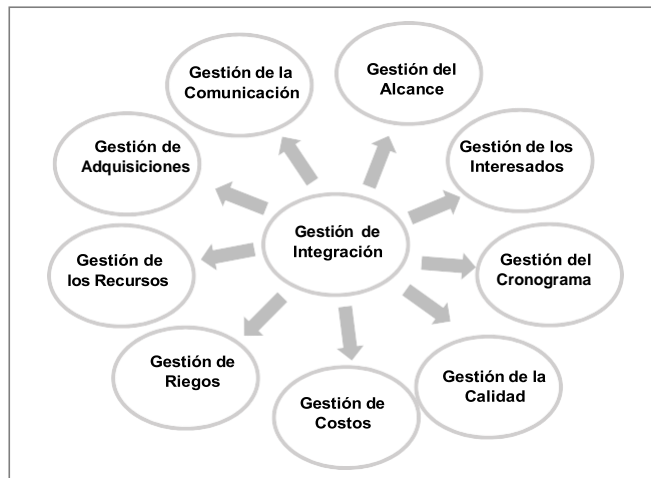 Gestión de la
Comunicación
Gestión del
Alcance
Gestión de los
Interesados
Gestión del
Cronograma
Gestión de la
Calidad
Gestión de
Costos
Gestión de
Riegos
Gestión de
los Recursos
Gestión de
Adquisiciones
Gestión de
Integración